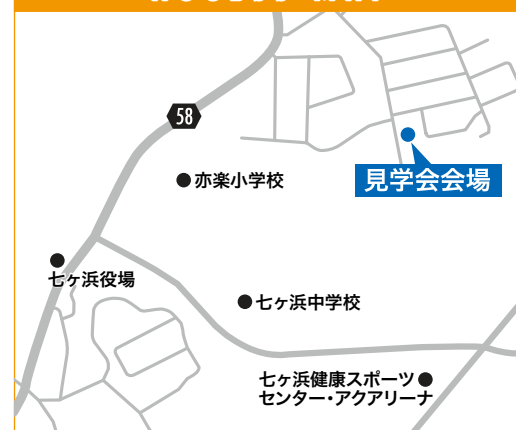 58
亦楽小学校
見学会会場
七ヶ浜役場
七ヶ浜中学校
七ヶ浜健康スポーツ
センター・アクアリーナ